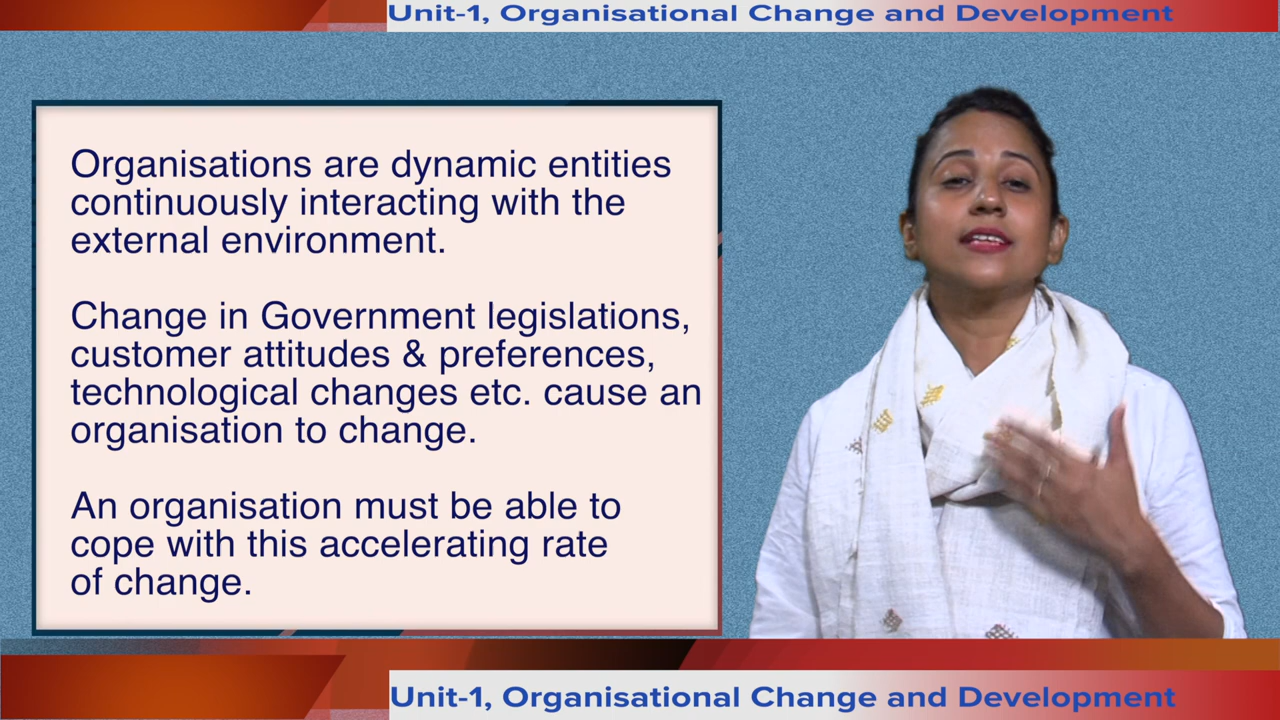 Unit-1, Organisational Change and Development
Organisations are dynamic entities
continuously interacting with the
external environment.
Change in Government legislations,
customer attitudes & preferences,
technological changes etc. cause an
organisation to change.
An organisation must be able to
cope with this accelerating rate
of change.
Unit-1, Organisational Change and Development